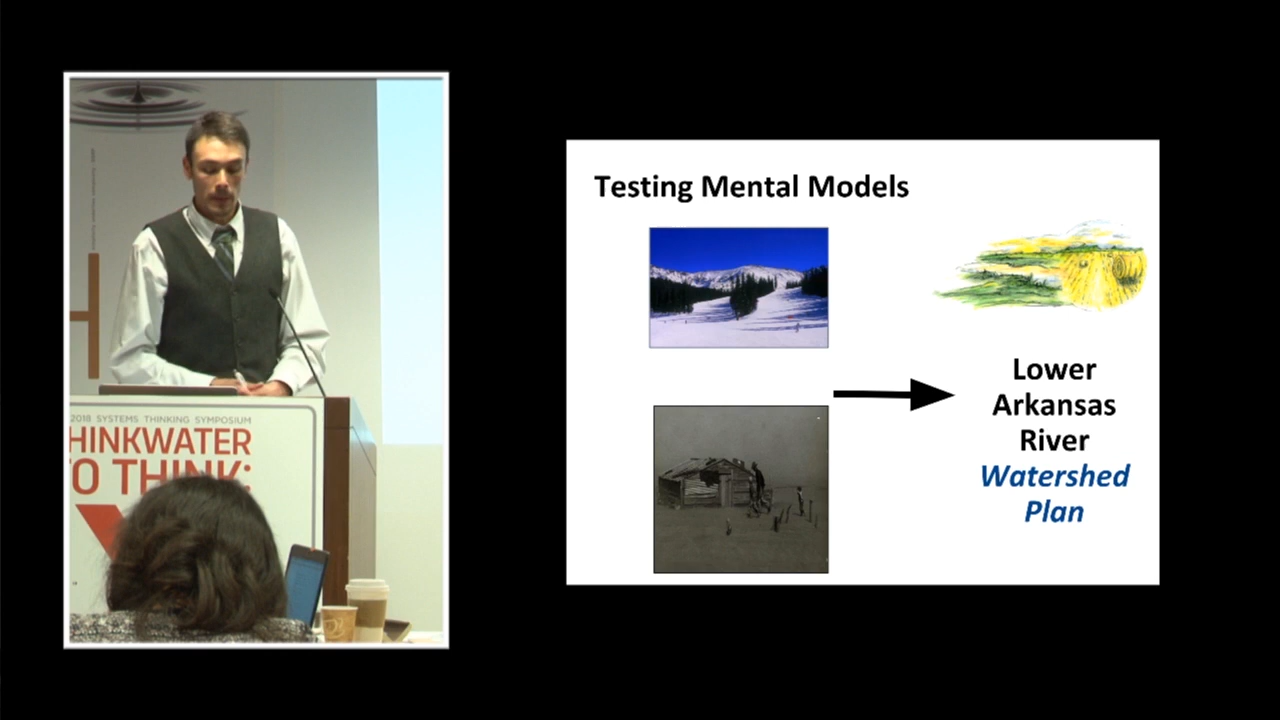 2018 SYSTEMS THINKING SYMPOSIUM
HINKWATER
O THINK:
Testing Mental Models
Lower
Arkansas
River
Watershed
Plan